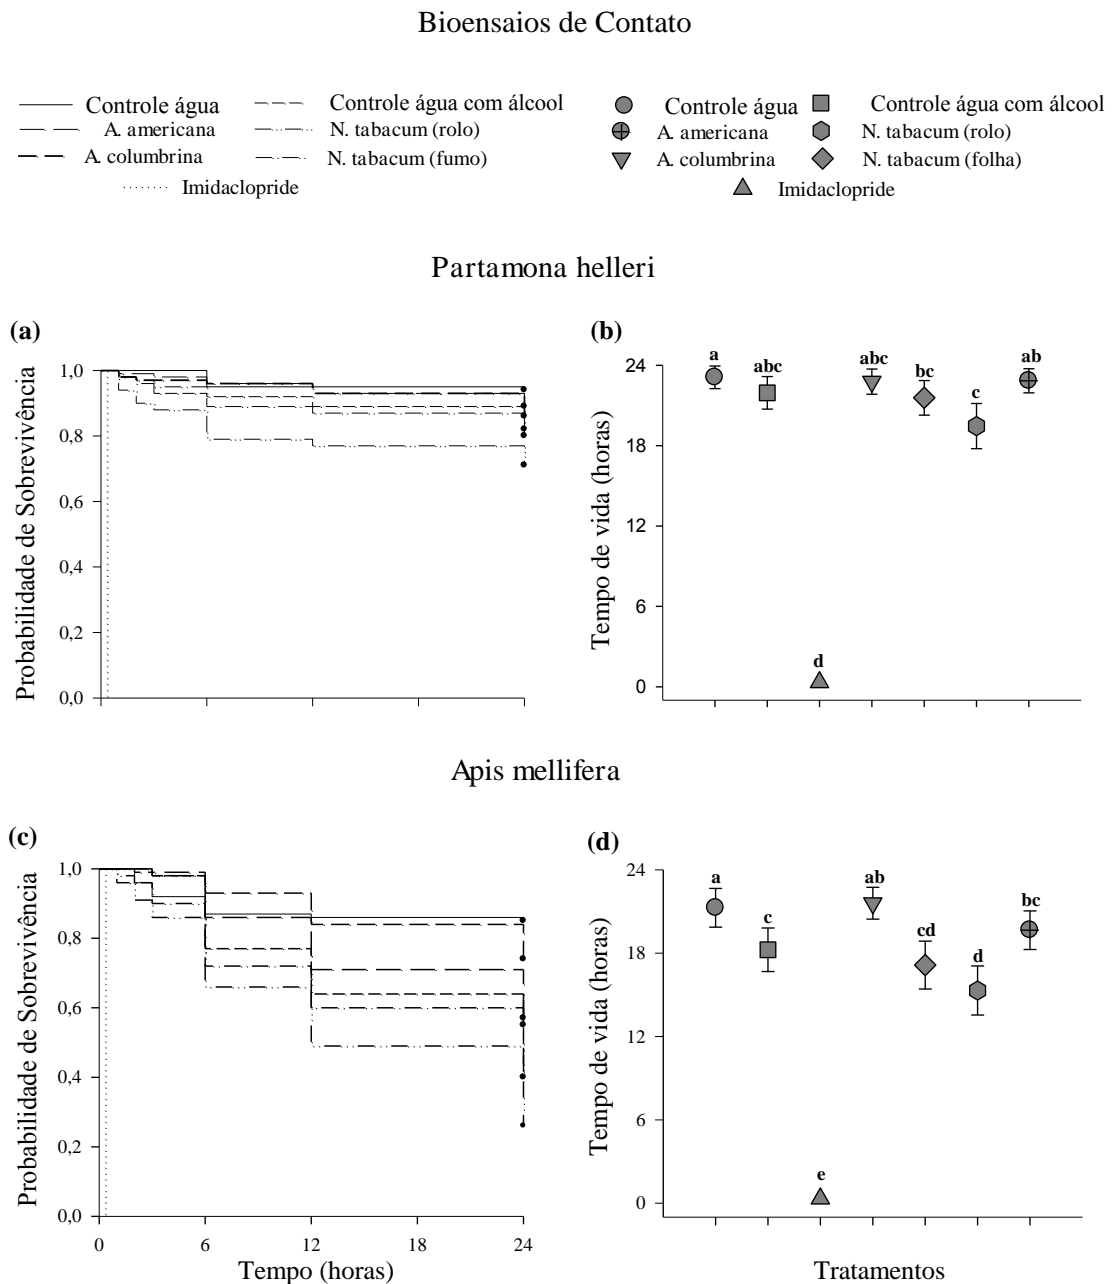 Bioensaios de Contato
Controle água
Controle água com álcool
A. americana
N. tabacum (rolo)
A. columbrina
N. tabacum (fumo)
Imidaclopride
Controle água
Controle água com álcool
A. americana
N. tabacum (rolo)
A. columbrina
N. tabacum (folha)
Imidaclopride
Partamona helleri
(a)
Probabilidade de Sobrevivência
1,0
0,8
0,6
0,4
0,2
0,0
(b)
Tempo de vida (horas)
24
18
12
6
0
a
abc
d
abc
bc
c
ab
Apis mellifera
(c)
Probabilidade de Sobrevivência
1,0
0,8
0,6
0,4
0,2
0,0
0 6 12 24
Tempo (horas)
(d)
Tempo de vida (horas)
24
18
12
6
0
a
c
e
ab
cd
d
bc
Tratamentos